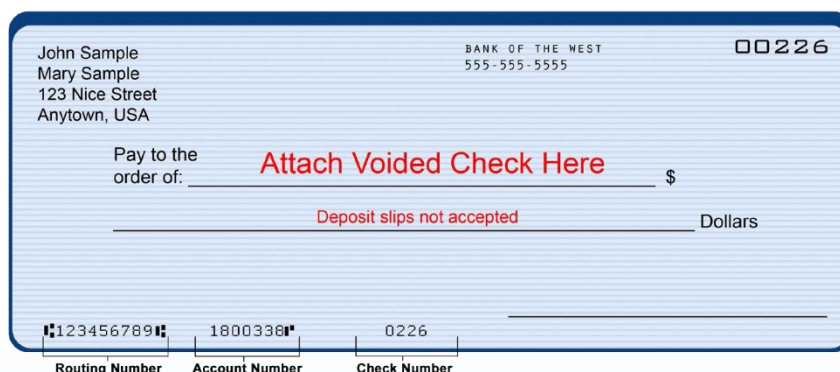 John Sample
Mary Sample
123 Nice Street
Anytown, USA
BANK OF THE WEST
555-555-5555
00226
Pay to the
order of:
Attach Voided Check Here
$
Deposit slips not accepted
Dollars
⑆123456789⑆ 1800338⑈ 0226
Routing Number Account Number Check Number